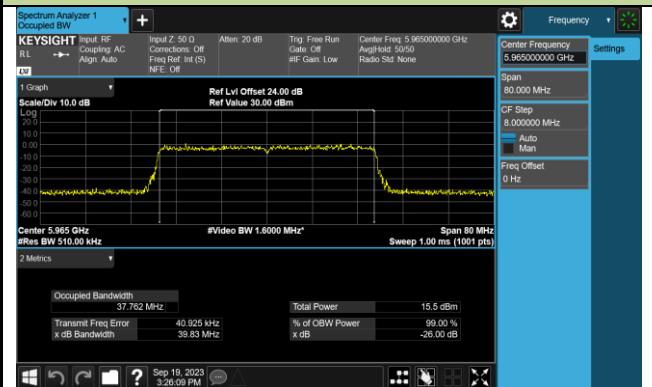 Spectrum Analyzer 1
Occupied BW
Frequency
KEYSIGHT
R L
Input: RF
Coupling: AC
Align: Auto
Input Z: 50 Ω
Corrections: Off
Freq Ref: Int (S)
NFE: Off
Atten: 20 dB
Trig: Free Run
Gate: Off
#IF Gain: Low
Center Freq: 5.965000000 GHz
Avg|Hold: 50/50
Radio Std: None
LXI
Center Frequency
5.965000000 GHz
Settings
Span
80.000 MHz
CF Step
8.000000 MHz
Auto
Man
Freq Offset
0 Hz
1 Graph
Scale/Div 10.0 dB
Ref Lvl Offset 24.00 dB
Ref Value 30.00 dBm
Log
20.0
10.0
0.00
-10.0
-20.0
-30.0
-40.0
-50.0
-60.0
Center 5.965 GHz
#Video BW 1.6000 MHz*
Span 80 MHz
#Res BW 510.00 kHz
Sweep 1.00 ms (1001 pts)
2 Metrics
Occupied Bandwidth
37.762 MHz
Total Power 15.5 dBm
Transmit Freq Error 40.925 kHz
% of OBW Power 99.00 %
x dB Bandwidth 39.83 MHz
x dB -26.00 dB
Sep 19, 2023
3:26:09 PM